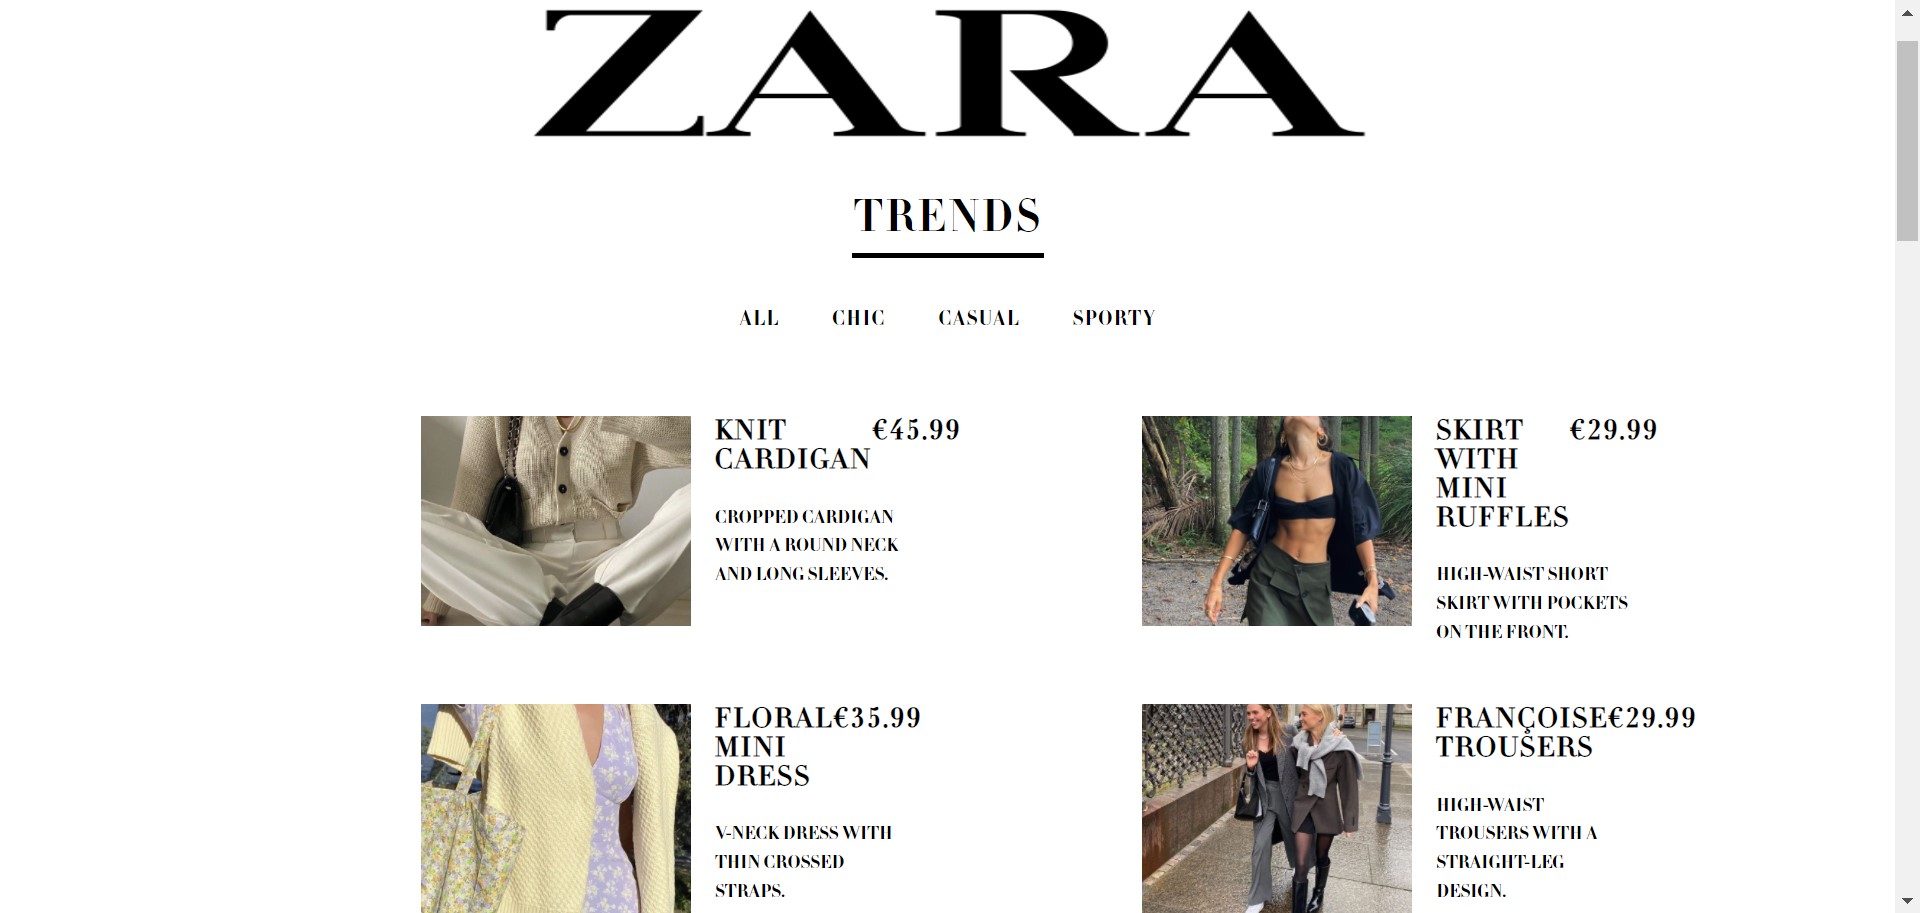 ZARA
TRENDS
ALL CHIC CASUAL SPORTY
KNIT €45.99
CARDIGAN
CROPPED CARDIGAN
WITH A ROUND NECK
AND LONG SLEEVES.
SKIRT €29.99
WITH
MINI
RUFFLES
HIGH-WAIST SHORT
SKIRT WITH POCKETS
ON THE FRONT.
FLORAL€35.99
MINI
DRESS
V-NECK DRESS WITH
THIN CROSSED
STRAPS.
FRANÇOISE€29.99
TROUSERS
HIGH-WAIST
TROUSERS WITH A
STRAIGHT-LEG
DESIGN.